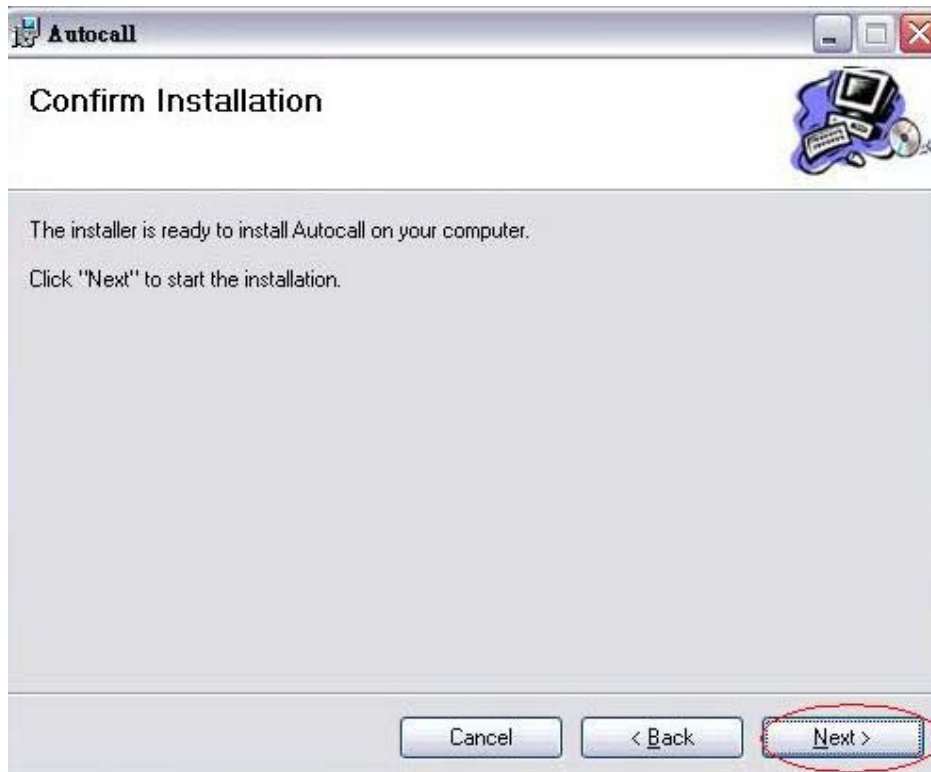 Autocall
Confirm Installation
The installer is ready to install Autocall on your computer.
Click "Next" to start the installation.
Cancel
< Back
Next >